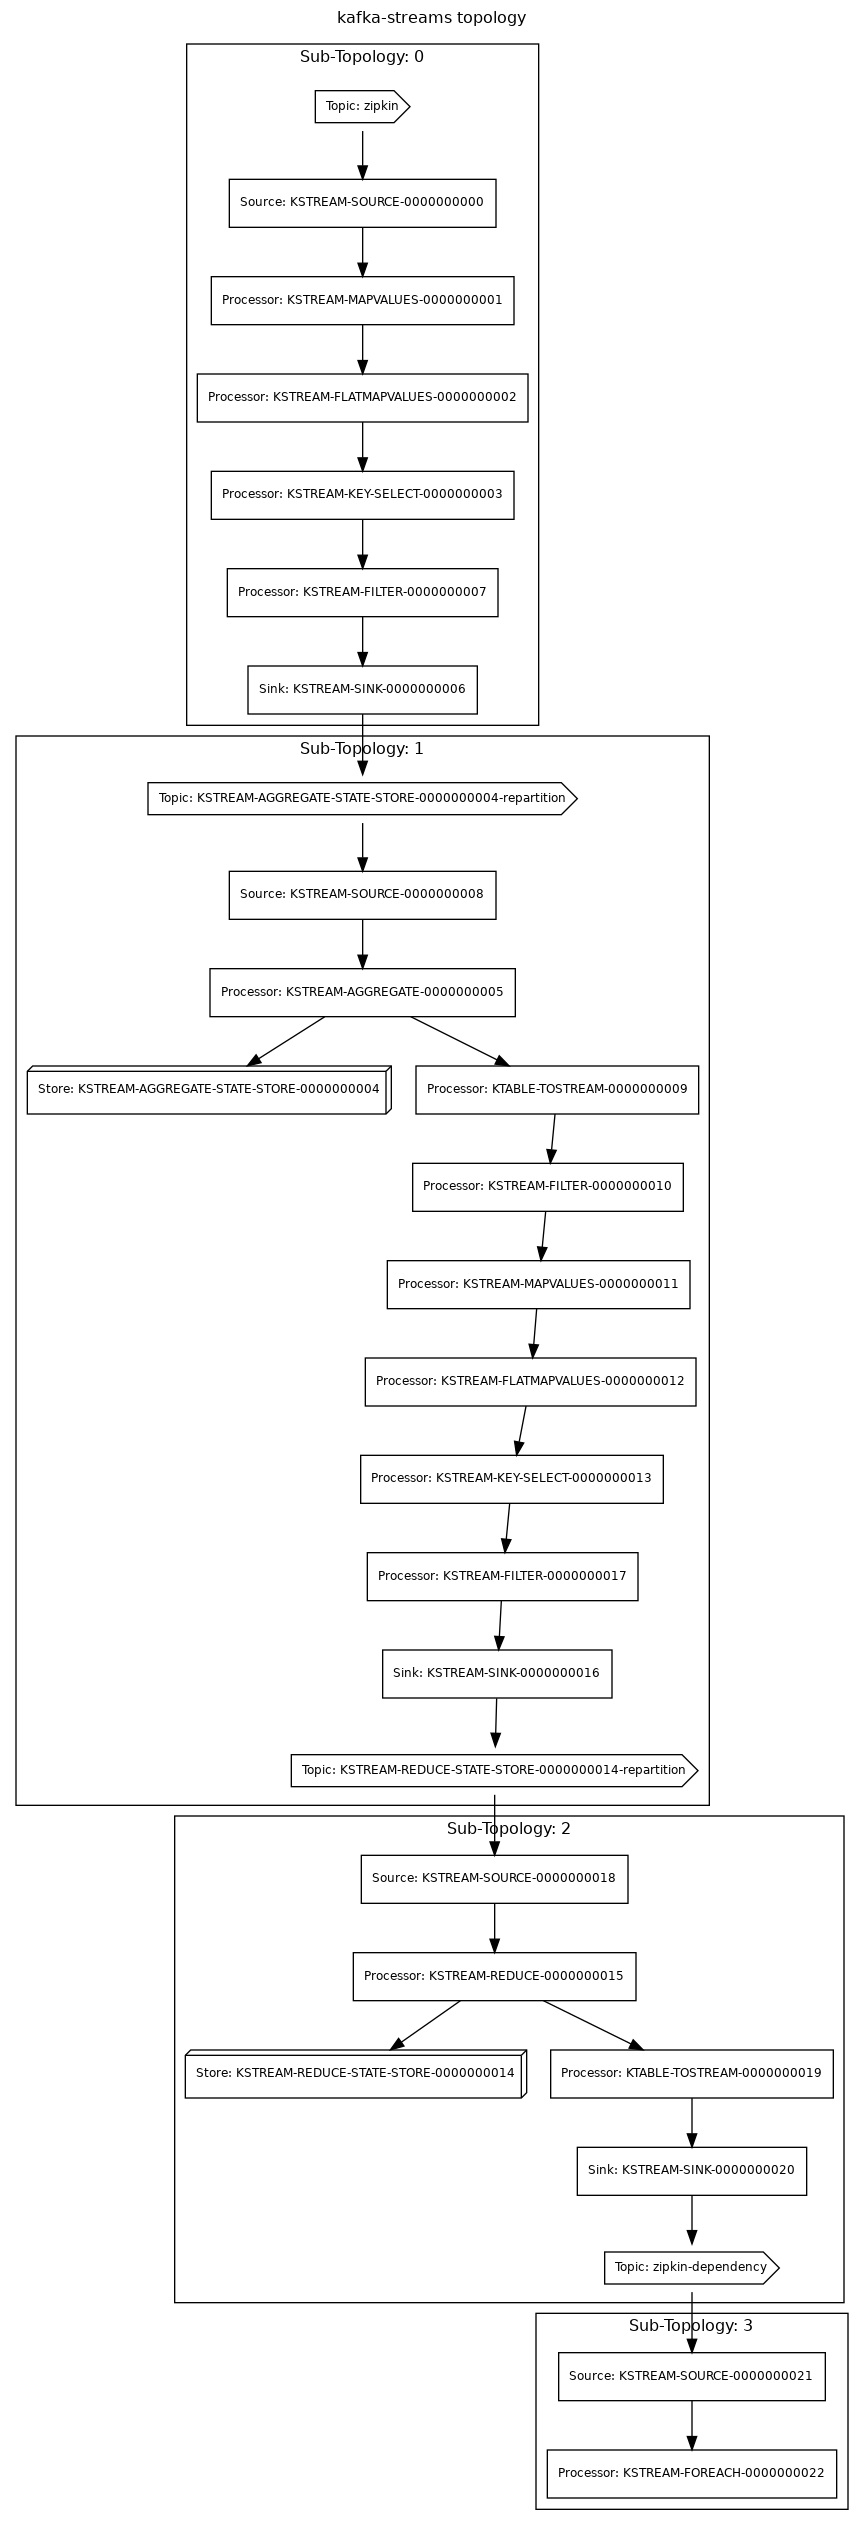 kafka-streams topology
Sub-Topology: 0
Topic: zipkin
Source: KSTREAM-SOURCE-0000000000
Processor: KSTREAM-MAPVALUES-0000000001
Processor: KSTREAM-FLATMAPVALUES-0000000002
Processor: KSTREAM-KEY-SELECT-0000000003
Processor: KSTREAM-FILTER-0000000007
Sink: KSTREAM-SINK-0000000006
Sub-Topology: 1
Topic: KSTREAM-AGGREGATE-STATE-STORE-0000000004-repartition
Source: KSTREAM-SOURCE-0000000008
Processor: KSTREAM-AGGREGATE-0000000005
Store: KSTREAM-AGGREGATE-STATE-STORE-0000000004
Processor: KTABLE-TOSTREAM-0000000009
Processor: KSTREAM-FILTER-0000000010
Processor: KSTREAM-MAPVALUES-0000000011
Processor: KSTREAM-FLATMAPVALUES-0000000012
Processor: KSTREAM-KEY-SELECT-0000000013
Processor: KSTREAM-FILTER-0000000017
Sink: KSTREAM-SINK-0000000016
Topic: KSTREAM-REDUCE-STATE-STORE-0000000014-repartition
Sub-Topology: 2
Source: KSTREAM-SOURCE-0000000018
Processor: KSTREAM-REDUCE-0000000015
Store: KSTREAM-REDUCE-STATE-STORE-0000000014
Processor: KTABLE-TOSTREAM-0000000019
Sink: KSTREAM-SINK-0000000020
Topic: zipkin-dependency
Sub-Topology: 3
Source: KSTREAM-SOURCE-0000000021
Processor: KSTREAM-FOREACH-0000000022